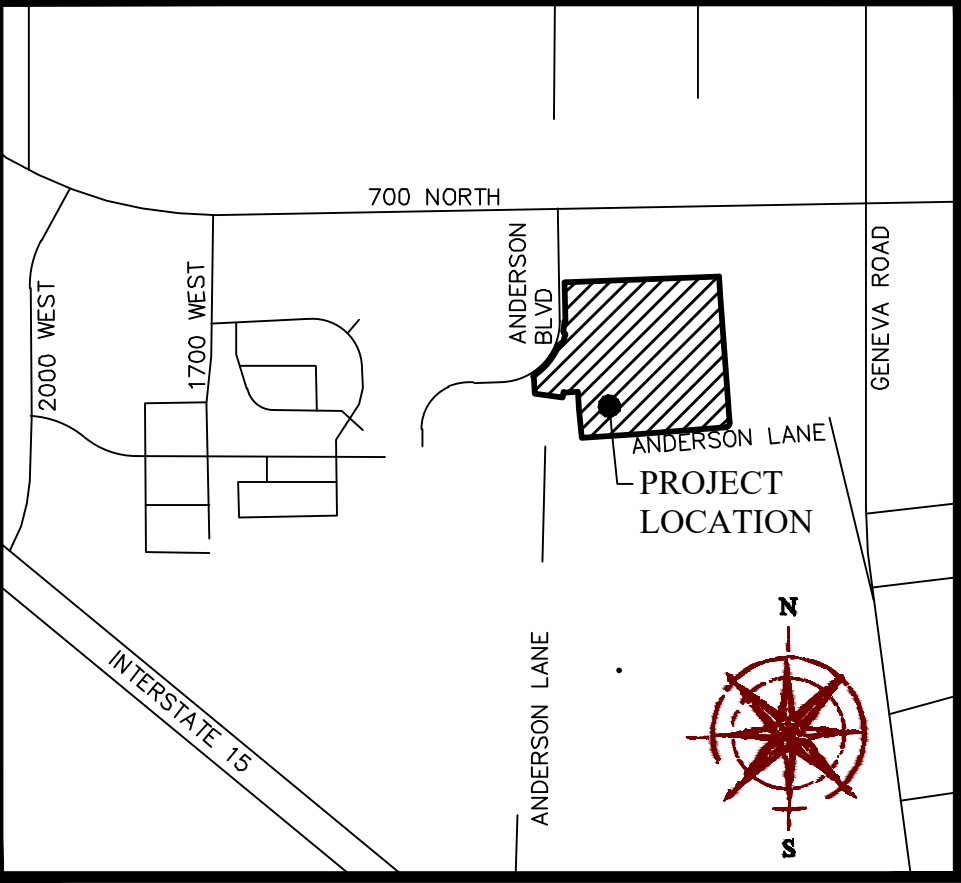 700 NORTH
ANDERSON
BLVD
GENEVA ROAD
1700 WEST
2000 WEST
ANDERSON LANE
PROJECT
LOCATION
N
INTERSTATE 15
ANDERSON LANE
S